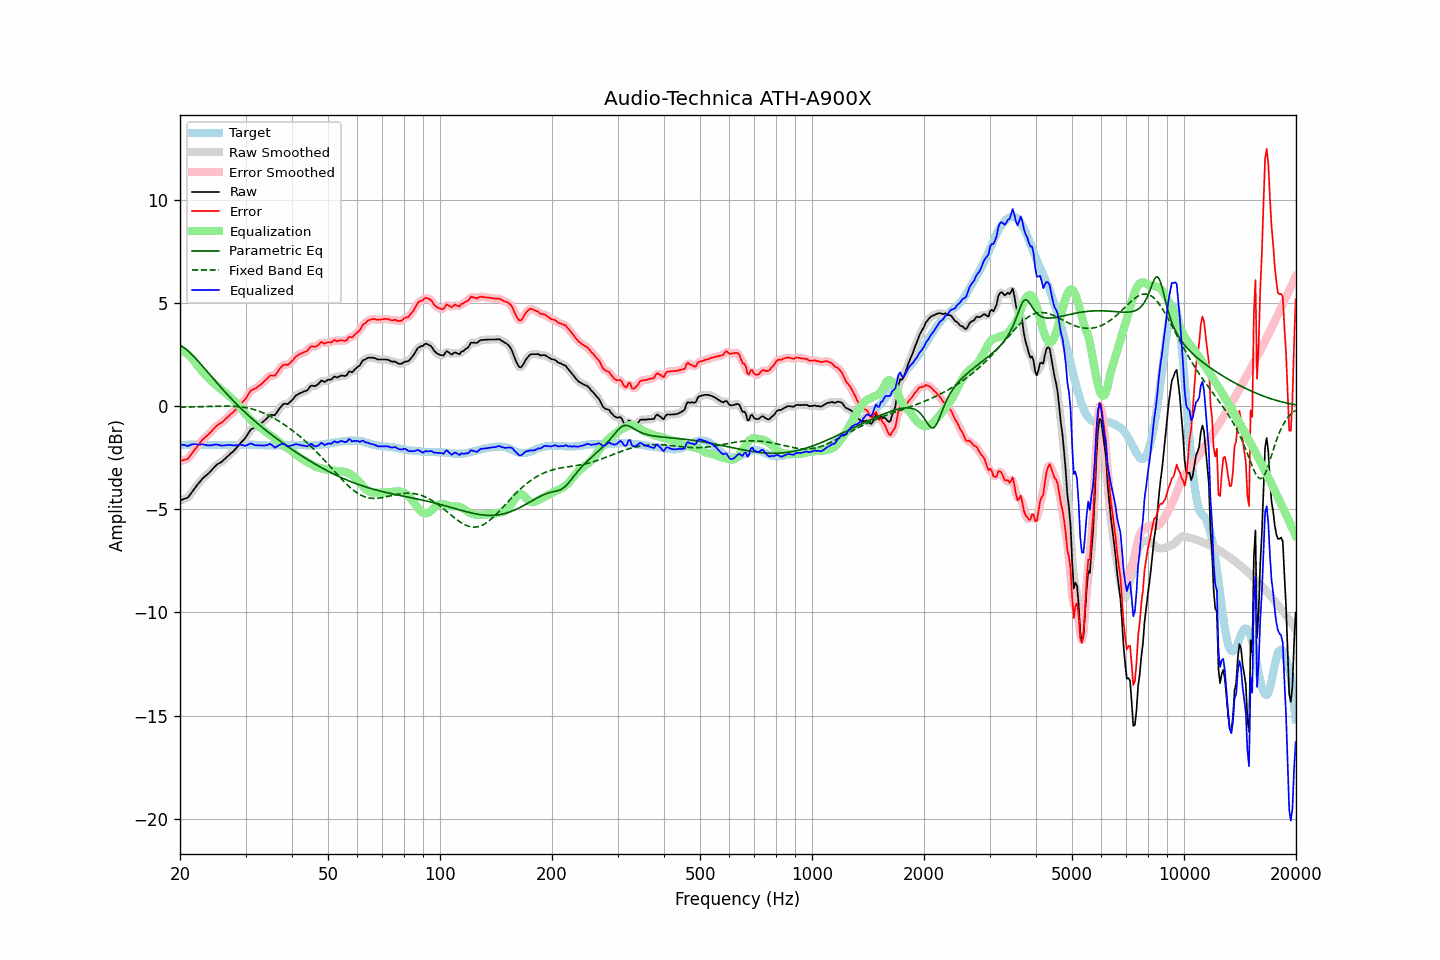 Audio-Technica ATH-A900X
Target
Raw Smoothed
Error Smoothed
Raw
Error
Equalization
Parametric Eq
Fixed Band Eq
Equalized
10
5
0
−5
−10
−15
−20
Amplitude (dBr)
20
50
100
200
500
1000
2000
5000
10000
20000
Frequency (Hz)